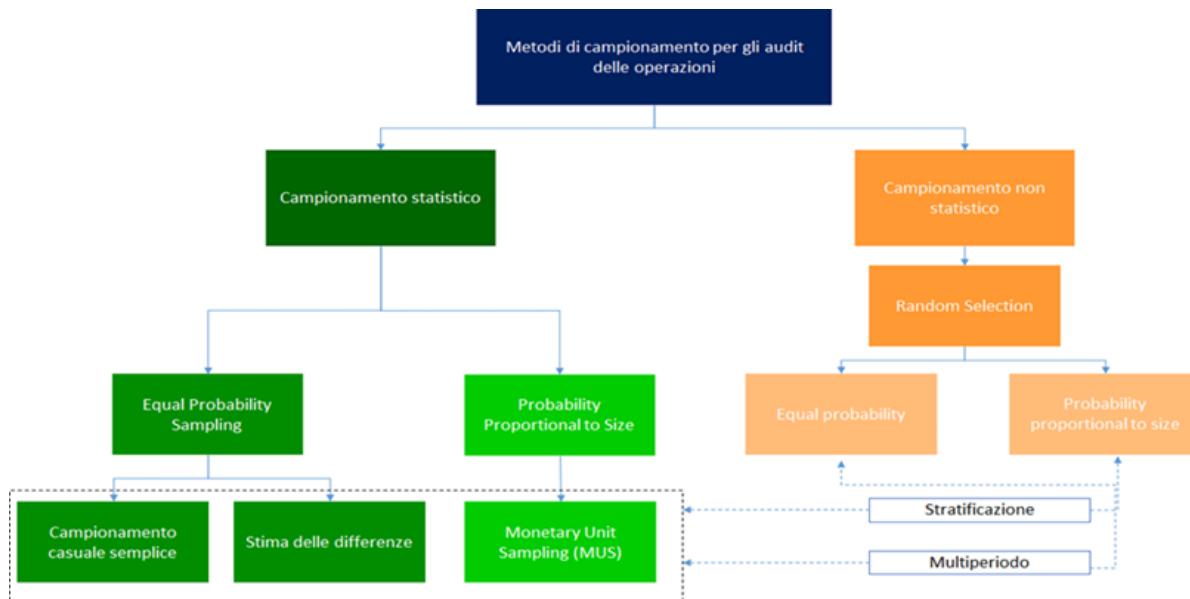 Metodi di campionamento per gli audit
delle operazioni
Campionamento statistico
Campionamento non
statistico
Random Selection
Equal Probability
Sampling
Probability
Proportional to Size
Equal probability
Probability
proportional to size
Campionamento
casuale semplice
Stima delle differenze
Monetary Unit
Sampling (MUS)
Stratificazione
Multiperiodo